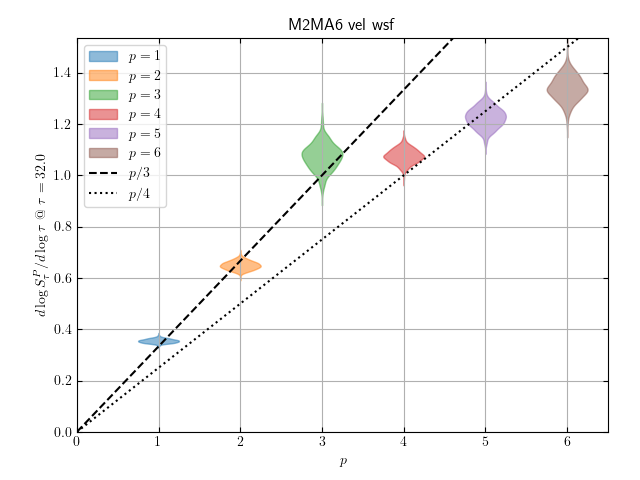 M2MA6 vel wsf
d log S_τ^P / d log τ @ τ = 32.0
1.4
1.2
1.0
0.8
0.6
0.4
0.2
0.0
p = 1
p = 2
p = 3
p = 4
p = 5
p = 6
p/3
p/4
0 1 2 3 4 5 6
p